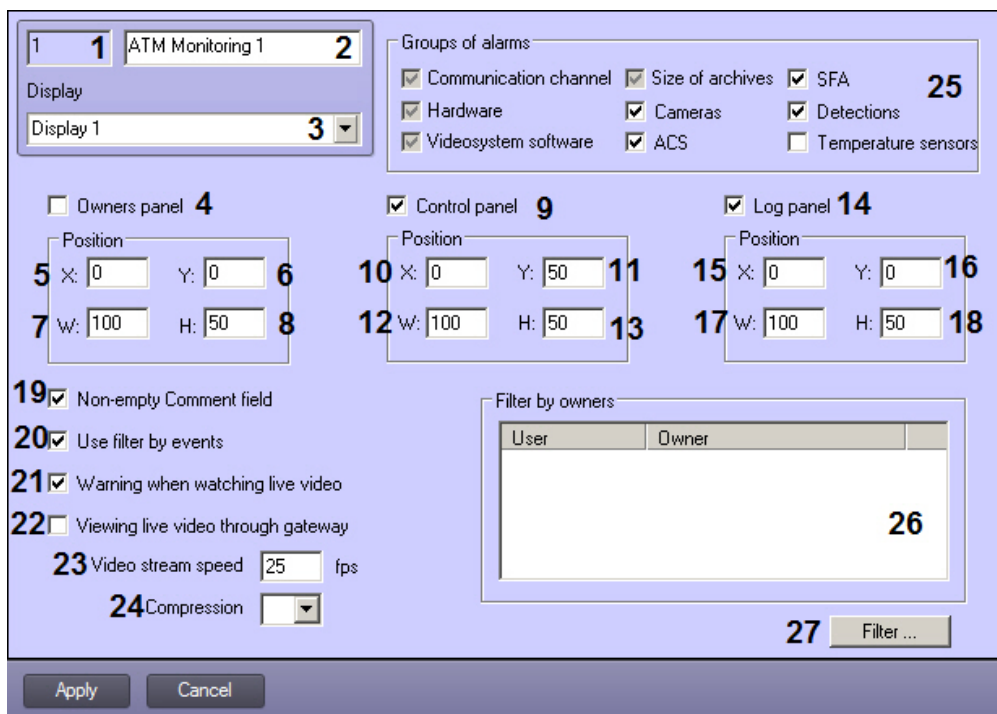 1 1 ATM Monitoring 1 2
Display
Display 1 3
Groups of alarms
Communication channel Size of archives SFA 25
Hardware Cameras Detections
Videosystem software ACS Temperature sensors
Owners panel 4 Control panel 9 Log panel 14
Position Position Position
5 X: 0 Y: 0 6 10 X: 0 Y: 50 11 15 X: 0 Y: 0 16
7 W: 100 H: 50 8 12 W: 100 H: 50 13 17 W: 100 H: 50 18
19 Non-empty Comment field
20 Use filter by events
21 Warning when watching live video
22 Viewing live video through gateway
23 Video stream speed 25 fps
24 Compression
Filter by owners
User Owner
26
27 Filter ...
Apply Cancel